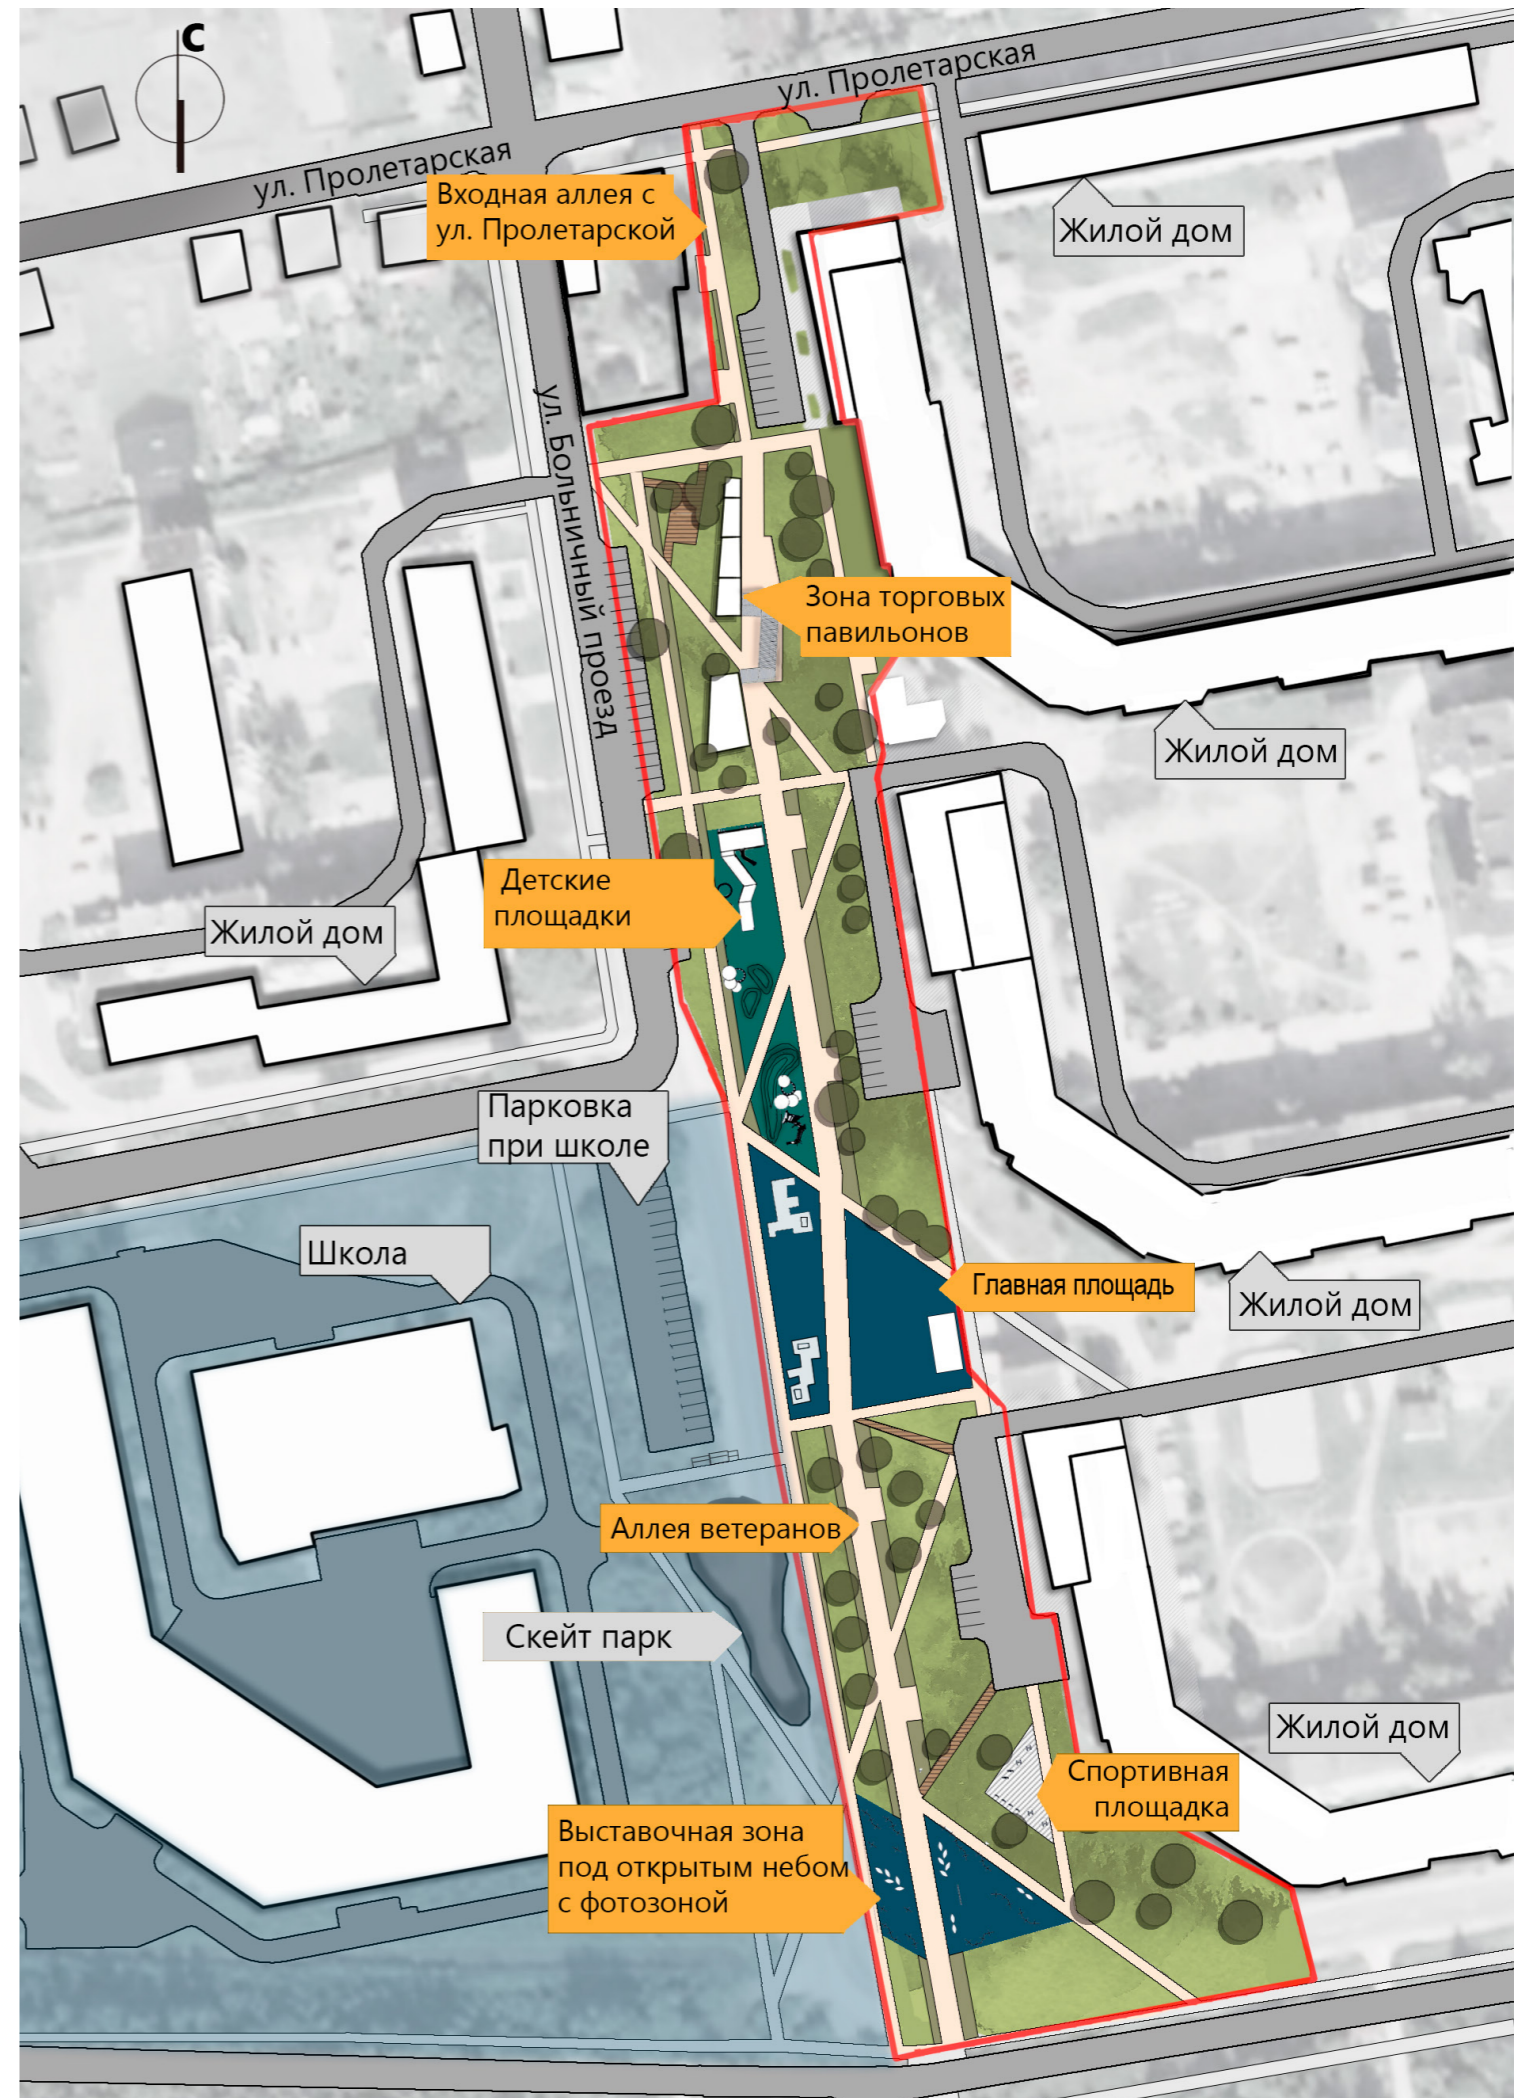 С
ул. Пролетарская
ул. Пролетарская
Входная аллея с
ул. Пролетарской
Жилой дом
ул. Больничный проезд
Зона торговых
павильонов
Жилой дом
Детские
площадки
Жилой дом
Парковка
при школе
Школа
Главная площадь
Жилой дом
Аллея ветеранов
Скейт парк
Жилой дом
Спортивная
площадка
Выставочная зона
под открытым небом
с фотозоной